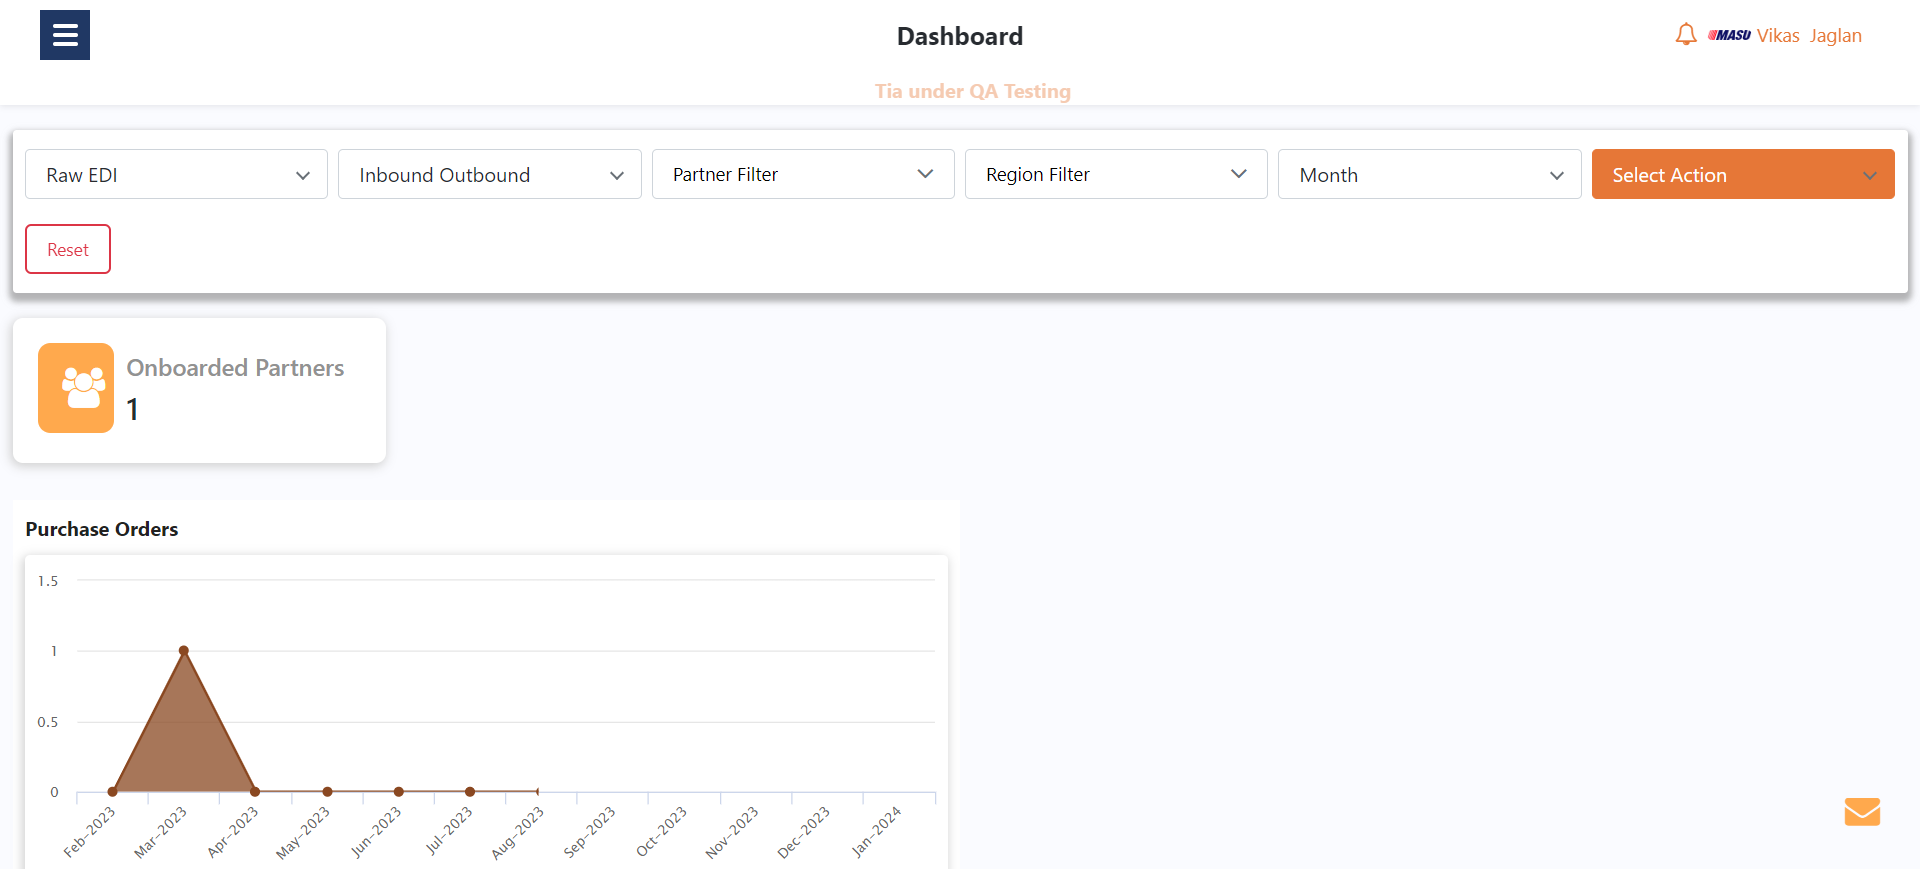 Dashboard
MASU Vikas Jaglan
Tia under QA Testing
Raw EDI
Inbound Outbound
Partner Filter
Region Filter
Month
Select Action
Reset
Onboarded Partners
1
Purchase Orders
1.5
1
0.5
0
Feb-2023
Mar-2023
Apr-2023
May-2023
Jun-2023
Jul-2023
Aug-2023
Sep-2023
Oct-2023
Nov-2023
Dec-2023
Jan-2024